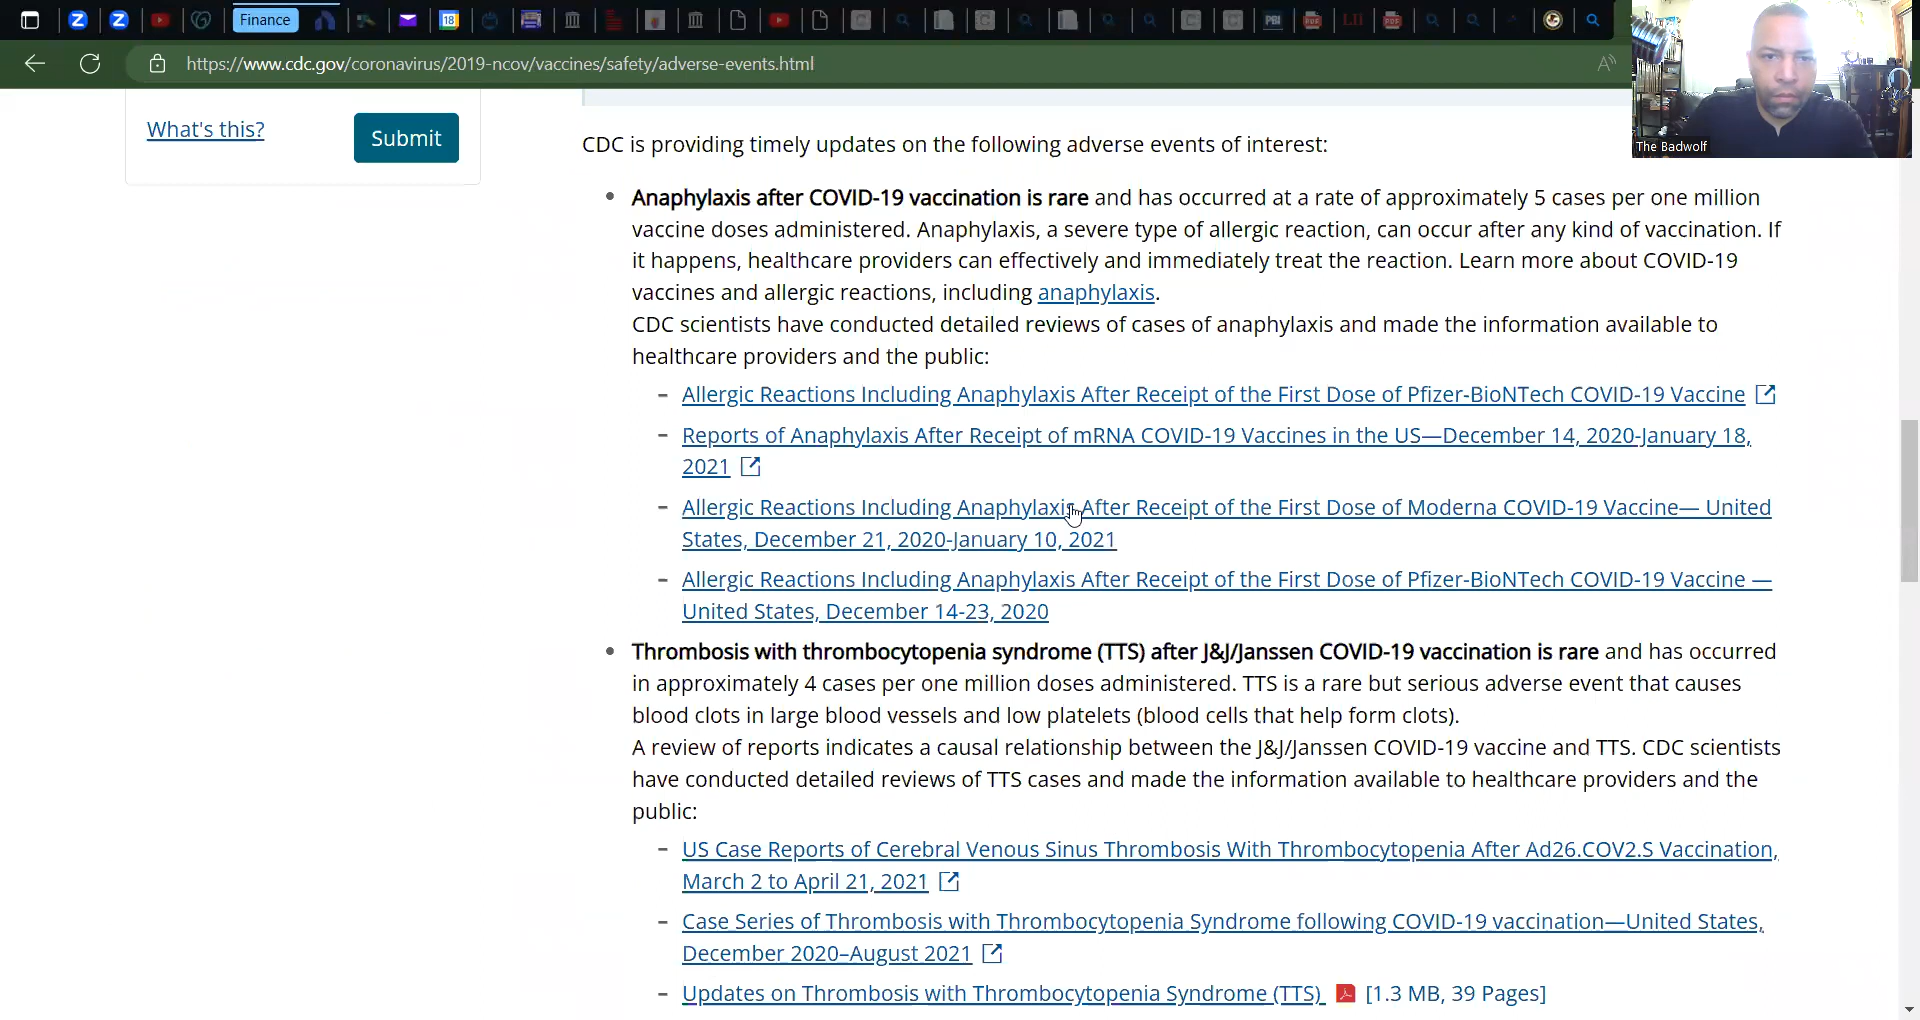 Finance
18
PBI
PDF
LII
PDF
https://www.cdc.gov/coronavirus/2019-ncov/vaccines/safety/adverse-events.html
The Badwolf
What's this?
Submit
CDC is providing timely updates on the following adverse events of interest:
Anaphylaxis after COVID-19 vaccination is rare and has occurred at a rate of approximately 5 cases per one million
vaccine doses administered. Anaphylaxis, a severe type of allergic reaction, can occur after any kind of vaccination. If
it happens, healthcare providers can effectively and immediately treat the reaction. Learn more about COVID-19
vaccines and allergic reactions, including anaphylaxis.
CDC scientists have conducted detailed reviews of cases of anaphylaxis and made the information available to
healthcare providers and the public:
– Allergic Reactions Including Anaphylaxis After Receipt of the First Dose of Pfizer-BioNTech COVID-19 Vaccine
– Reports of Anaphylaxis After Receipt of mRNA COVID-19 Vaccines in the US—December 14, 2020-January 18,
2021
– Allergic Reactions Including Anaphylaxis After Receipt of the First Dose of Moderna COVID-19 Vaccine— United
States, December 21, 2020-January 10, 2021
– Allergic Reactions Including Anaphylaxis After Receipt of the First Dose of Pfizer-BioNTech COVID-19 Vaccine —
United States, December 14-23, 2020
Thrombosis with thrombocytopenia syndrome (TTS) after J&J/Janssen COVID-19 vaccination is rare and has occurred
in approximately 4 cases per one million doses administered. TTS is a rare but serious adverse event that causes
blood clots in large blood vessels and low platelets (blood cells that help form clots).
A review of reports indicates a causal relationship between the J&J/Janssen COVID-19 vaccine and TTS. CDC scientists
have conducted detailed reviews of TTS cases and made the information available to healthcare providers and the
public:
– US Case Reports of Cerebral Venous Sinus Thrombosis With Thrombocytopenia After Ad26.COV2.S Vaccination,
March 2 to April 21, 2021
– Case Series of Thrombosis with Thrombocytopenia Syndrome following COVID-19 vaccination—United States,
December 2020–August 2021
– Updates on Thrombosis with Thrombocytopenia Syndrome (TTS) [1.3 MB, 39 Pages]